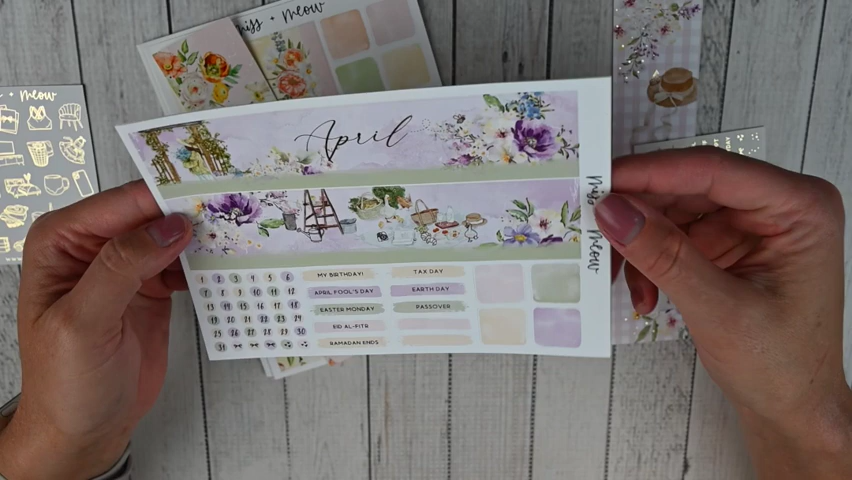 miss + meow
+ meow
April
miss + meow
1 2 3 4 5 6
7 8 9 10 11 12
13 14 15 16 17 18
19 20 21 22 23 24
25 26 27 28 29 30
31
MY BIRTHDAY!
APRIL FOOL'S DAY
EASTER MONDAY
EID AL-FITR
RAMADAN ENDS
TAX DAY
EARTH DAY
PASSOVER